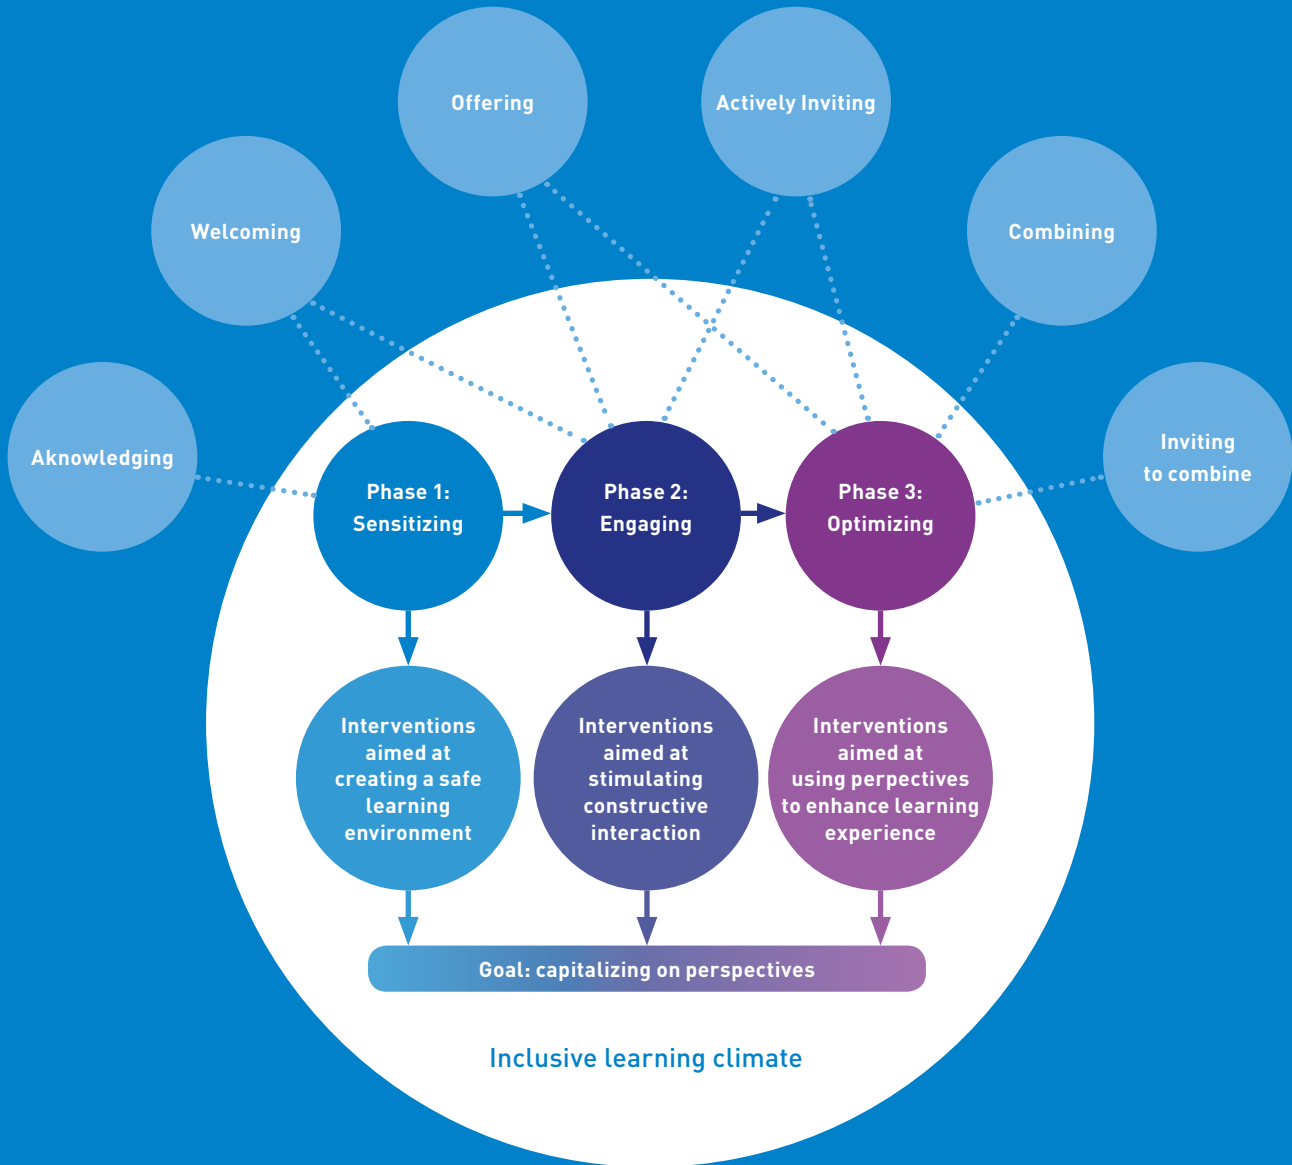 Offering
Actively Inviting
Welcoming
Combining
Aknowledging
Inviting
to combine
Phase 1:
Sensitizing
Phase 2:
Engaging
Phase 3:
Optimizing
Interventions
aimed at
creating a safe
learning
environment
Interventions
aimed at
stimulating
constructive
interaction
Interventions
aimed at
using perpectives
to enhance learning
experience
Goal: capitalizing on perspectives
Inclusive learning climate